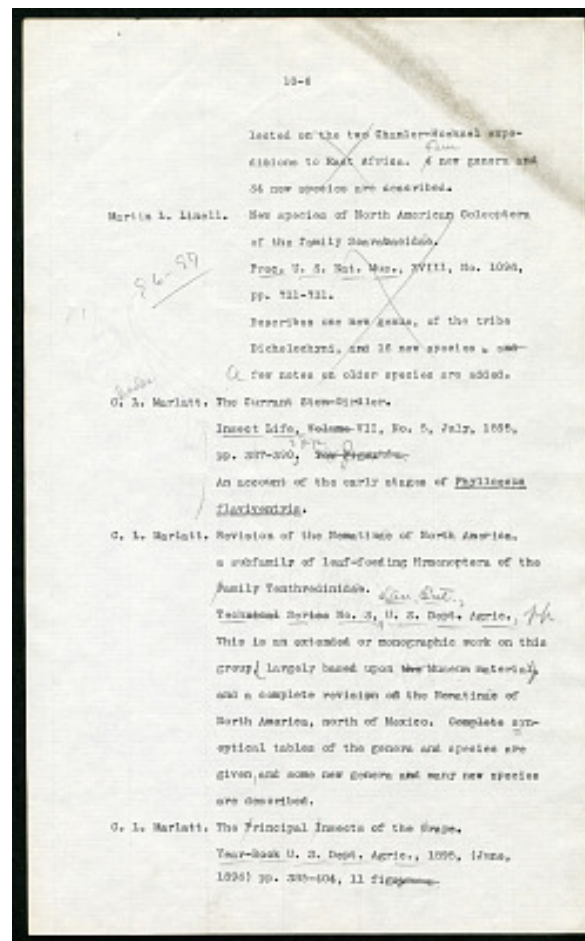 10-6
lected on the two Chanler-Hoehnel expe-
ditions to East Africa. 4 new genera and
34 new species are described.
Martin L. Linell. New species of North American Coleoptera
of the family Scarabaeidae.
Proc. U. S. Nat. Mus., XVIII, No. 1096,
pp. 721-731.
Describes one new genus, of the tribe
Dichelochyni, and 16 new species, and
A few notes on older species are added.
96-97
C. L. Marlatt. The Currant Stem-Girdler.
Insect Life, Volume VII, No. 5, July, 1895,
pp. 387-390,
An account of the early stages of Phyllocous
flaviventris.
C. L. Marlatt. Revision of the Nematinae of North America,
a subfamily of leaf-feeding Hymenoptera of the
Family Tenthredinidae.
Technical Series No. 3, U. S. Dept. Agric., pp.
This is an extended or monographic work on this
group (largely based upon the Museum material)
and a complete revision of the Nematinae of
North America, north of Mexico. Complete syn-
optical tables of the genera and species are
given, and some new genera and many new species
are described.
C. L. Marlatt. The Principal Insects of the Grape.
Year-Book U. S. Dept. Agric., 1895, (June,
1896) pp. 385-404, 11 figures.